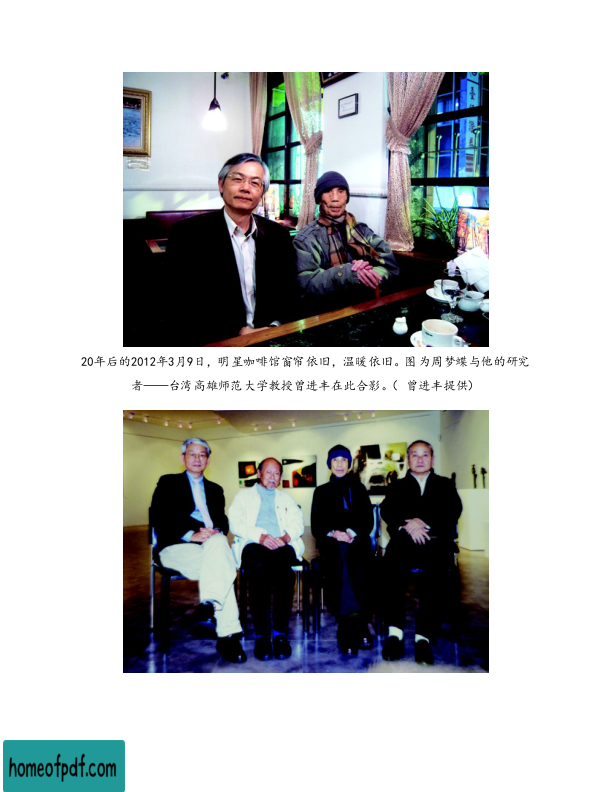 20年后的2012年3月9日，明星咖啡馆窗帘依旧，温暖依旧。图为周梦蝶与他的研究
者——台湾高雄师范大学教授曾进丰在此合影。（ 曾进丰提供）
homeofpdf.com